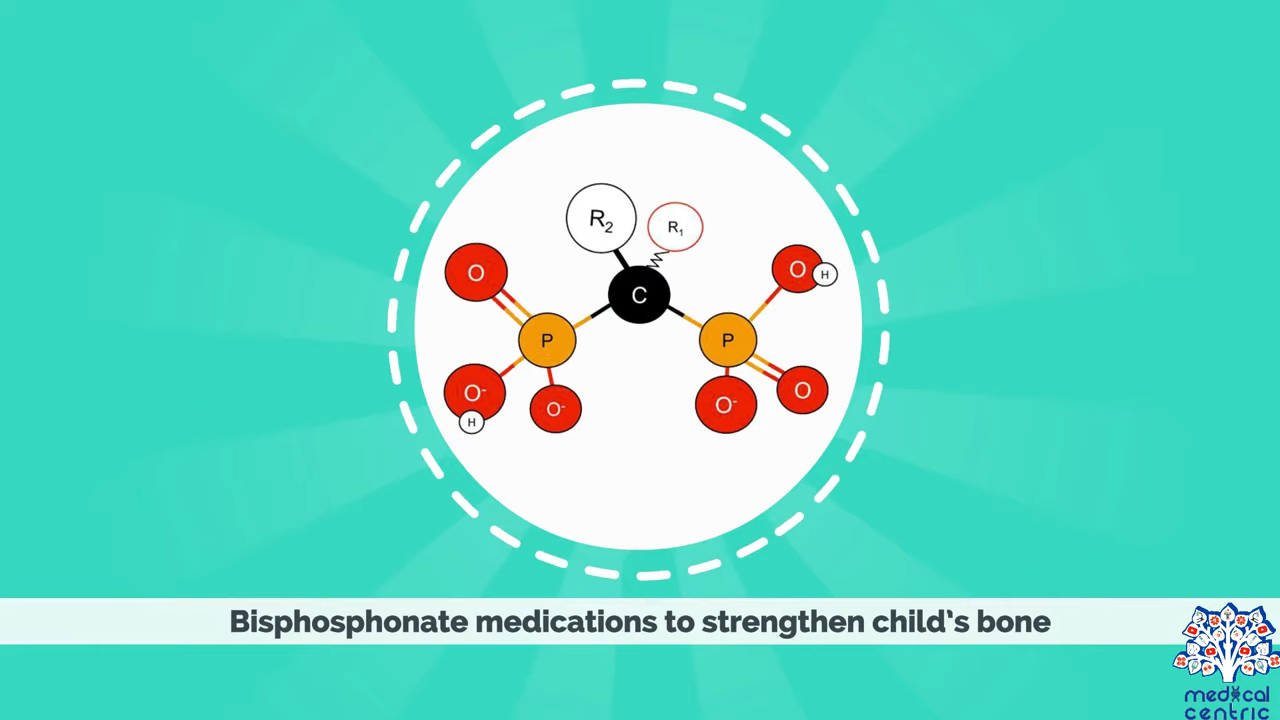 R2
R1
O
C
O
H
P
P
O-
H
O-
O-
O
Bisphosphonate medications to strengthen child's bone
medical
centric